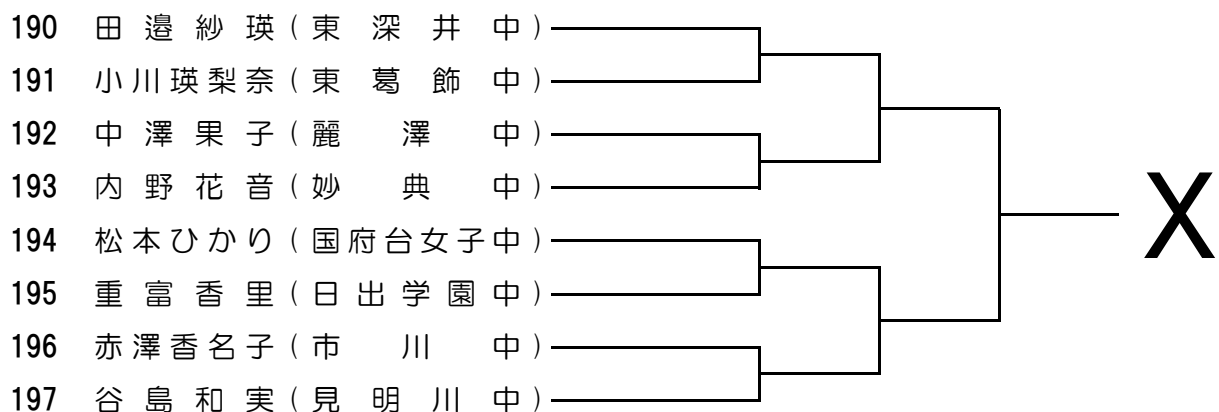 190 田邉紗瑛(東深井中)
191 小川瑛梨奈(東葛飾中)
192 中澤果子(麗澤中)
193 内野花音(妙典中)
194 松本ひかり(国府台女子中)
195 重富香里(日出学園中)
196 赤澤香名子(市川中)
197 谷島和実(見明川中)
X